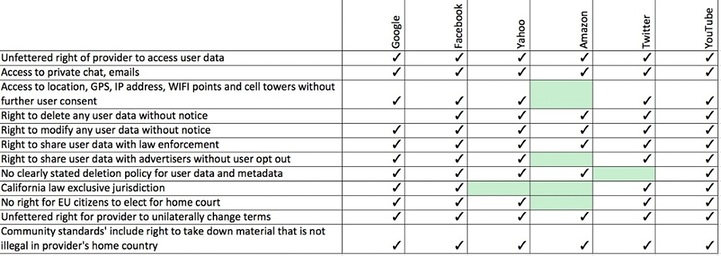 Google Facebook Yahoo Amazon Twitter YouTube
Unfettered right of provider to access user data ✓ ✓ ✓ ✓ ✓ ✓
Access to private chat, emails ✓ ✓ ✓ ✓ ✓ ✓
Access to location, GPS, IP address, WIFI points and cell towers without
further user consent ✓ ✓ ✓ ✓ ✓
Right to delete any user data without notice ✓ ✓ ✓ ✓ ✓
Right to modify any user data without notice ✓ ✓ ✓ ✓ ✓ ✓
Right to share user data with law enforcement ✓ ✓ ✓ ✓ ✓ ✓
Right to share user data with advertisers without user opt out ✓ ✓ ✓ ✓ ✓
No clearly stated deletion policy for user data and metadata ✓ ✓ ✓ ✓ ✓
California law exclusive jurisdiction ✓ ✓ ✓ ✓
No right for EU citizens to elect for home court ✓ ✓ ✓ ✓ ✓
Unfettered right for provider to unilaterally change terms ✓ ✓ ✓ ✓ ✓ ✓
Community standards' include right to take down material that is not
illegal in provider's home country ✓ ✓ ✓ ✓ ✓ ✓